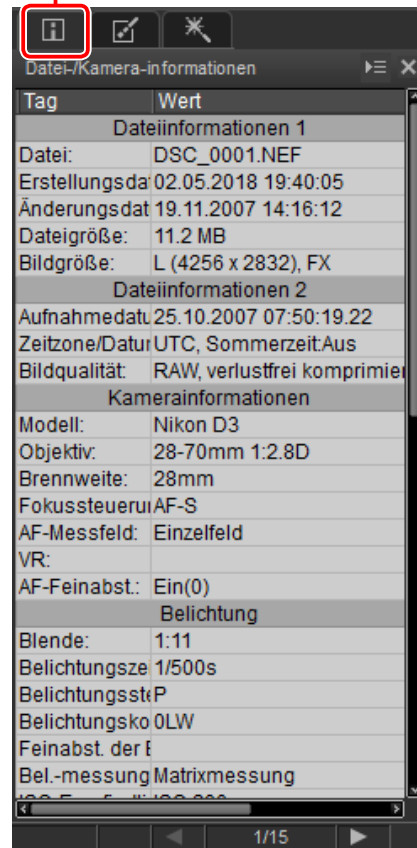 Datei-/Kamera-informationen
Tag Wert
Dateiinformationen 1
Datei: DSC_0001.NEF
Erstellungsdat 02.05.2018 19:40:05
Änderungsdat 19.11.2007 14:16:12
Dateigröße: 11.2 MB
Bildgröße: L (4256 x 2832), FX
Dateiinformationen 2
Aufnahmedatu 25.10.2007 07:50:19.22
Zeitzone/Datur UTC, Sommerzeit:Aus
Bildqualität: RAW, verlustfrei komprimier
Kamerainformationen
Modell: Nikon D3
Objektiv: 28-70mm 1:2.8D
Brennweite: 28mm
Fokussteuerur AF-S
AF-Messfeld: Einzelfeld
VR:
AF-Feinabst.: Ein(0)
Belichtung
Blende: 1:11
Belichtungsze 1/500s
Belichtungsste P
Belichtungsko 0LW
Feinabst. der B
Bel.-messung Matrixmessung
1/15